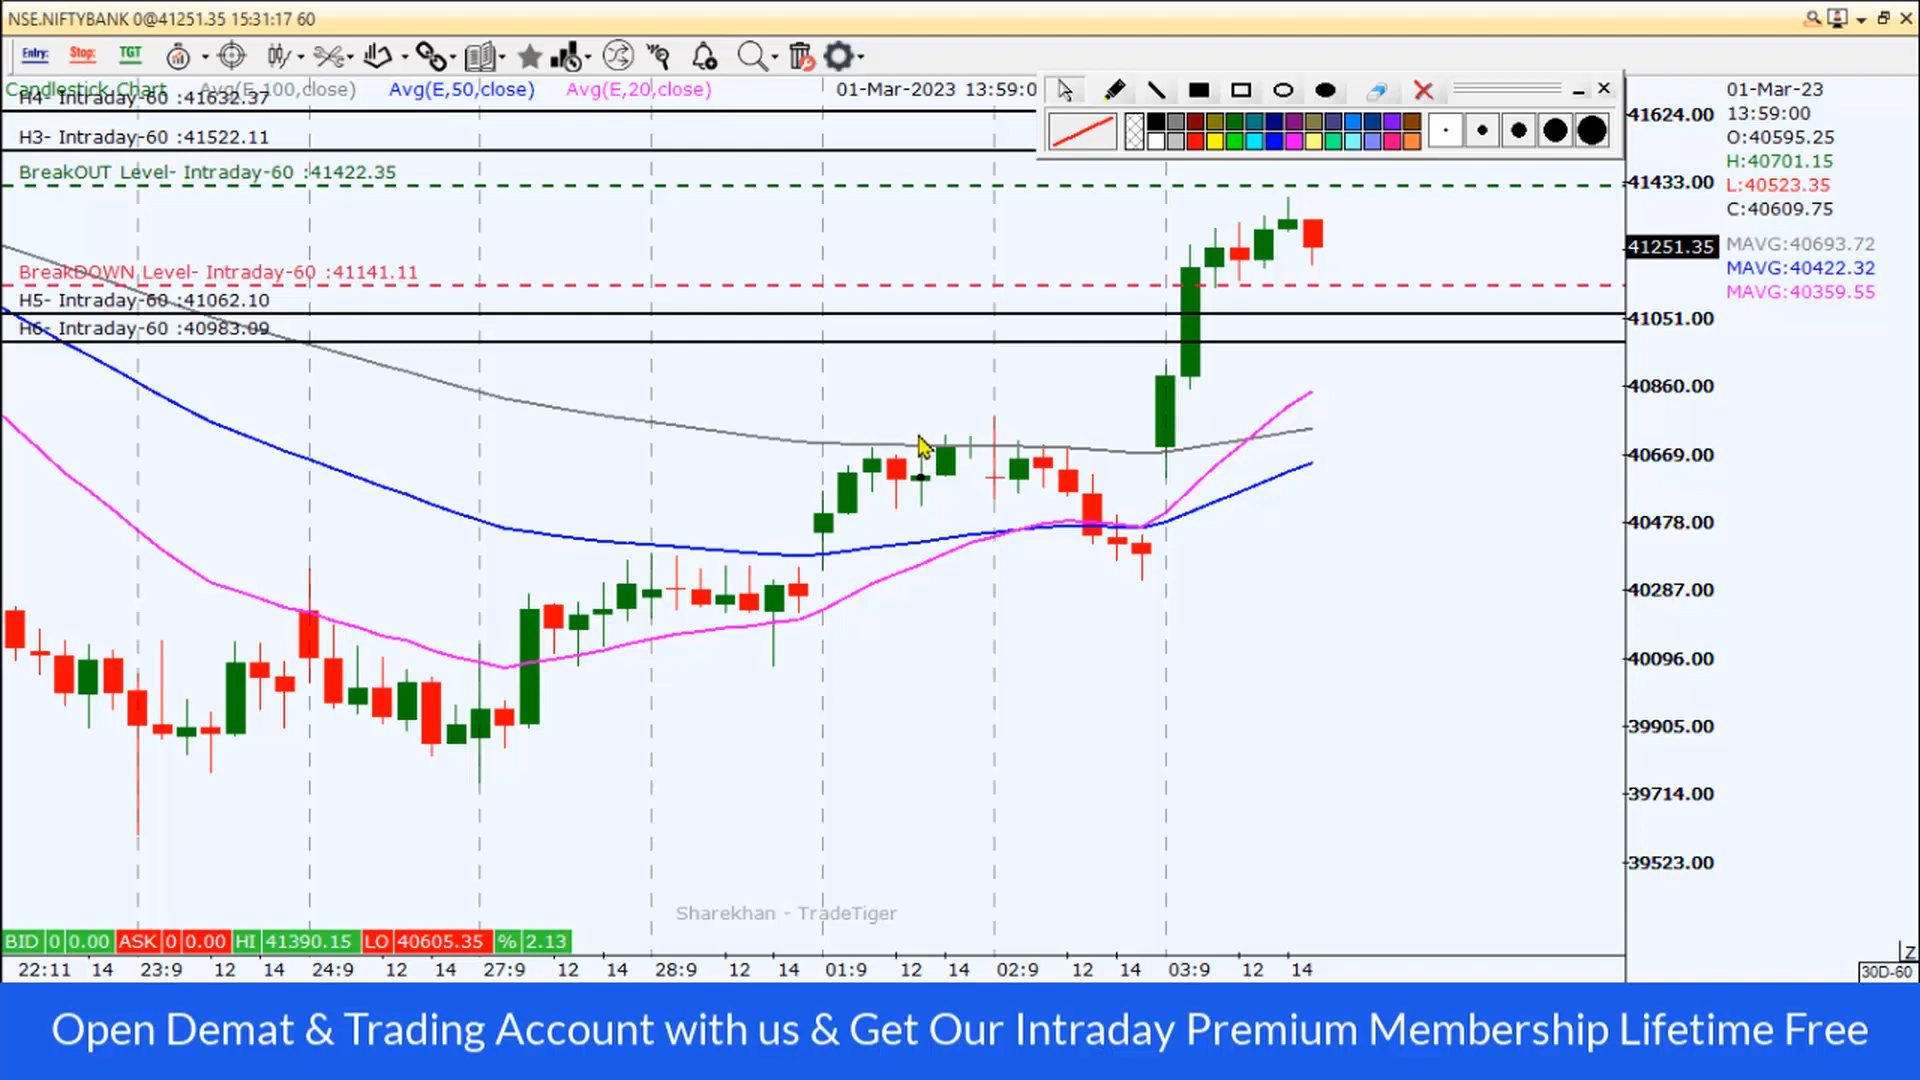 NSE.NIFTYBANK 0@41251.35 15:31:17 60
Entry: Stop: TGT
Candlestick Chart Avg(E,100,close) Avg(E,50,close) Avg(E,20,close) 01-Mar-2023 13:59:0
H4- Intraday-60 :41632.37
H3- Intraday-60 :41522.11
BreakOUT Level- Intraday-60 :41422.35
BreakDOWN Level- Intraday-60 :41141.11
H5- Intraday-60 :41062.10
H6- Intraday-60 :40983.09
41624.00
41433.00
41251.35
41051.00
40860.00
40669.00
40478.00
40287.00
40096.00
39905.00
39714.00
39523.00
01-Mar-23
13:59:00
O:40595.25
H:40701.15
L:40523.35
C:40609.75
MAVG:40693.72
MAVG:40422.32
MAVG:40359.55
Sharekhan - TradeTiger
BID 0 0.00 ASK 0 0.00 HI 41390.15 LO 40605.35 % 2.13
22:11 14 23:9 12 14 24:9 12 14 27:9 12 14 28:9 12 14 01:9 12 14 02:9 12 14 03:9 12 14
Z
30D-60
Open Demat & Trading Account with us & Get Our Intraday Premium Membership Lifetime Free